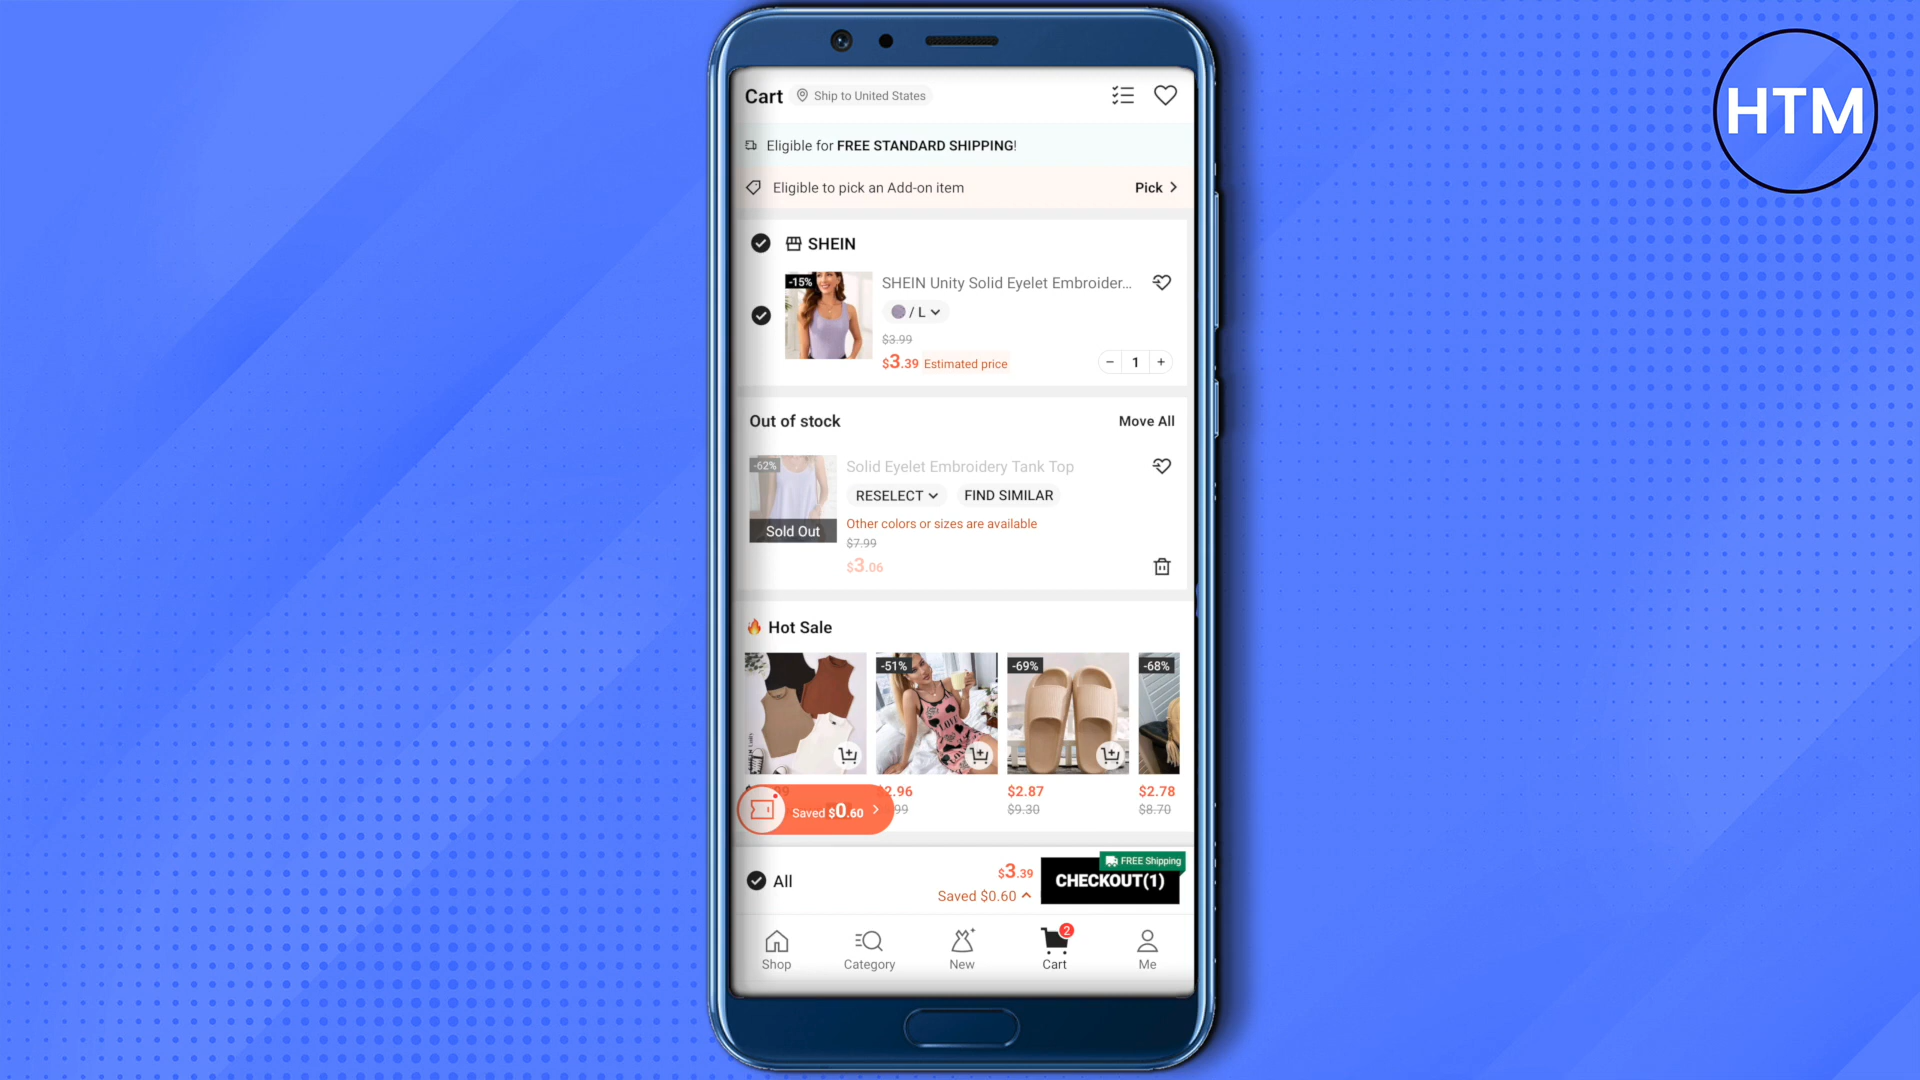 HTM
Cart
Ship to United States
Eligible for FREE STANDARD SHIPPING!
Eligible to pick an Add-on item
Pick
SHEIN
-15%
SHEIN Unity Solid Eyelet Embroider...
/ L
$3.99
$3.39 Estimated price
− 1 +
Out of stock
Move All
-62%
Sold Out
Solid Eyelet Embroidery Tank Top
RESELECT
FIND SIMILAR
Other colors or sizes are available
$7.99
$3.06
Hot Sale
-51%
-69%
-68%
LOVE
2.96
$2.87
$2.78
99
$9.30
$8.70
Saved $0.60
All
$3.39
Saved $0.60
FREE Shipping
CHECKOUT(1)
2
Shop
Category
New
Cart
Me